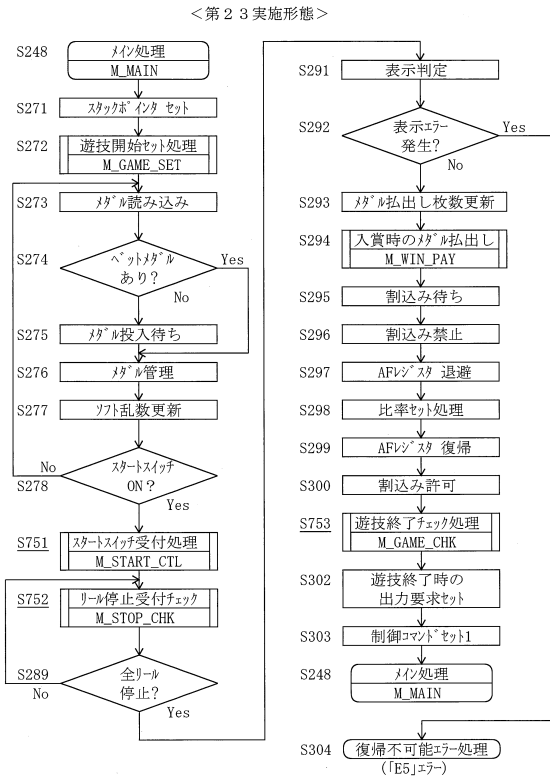 ＜第２３実施形態＞
S248
メイン処理
M_MAIN
S271
スタックポインタ セット
S272
遊技開始セット処理
M_GAME_SET
S273
メダル読み込み
S274
ベットメダル
あり?
Yes
No
S275
メダル投入待ち
S276
メダル管理
S277
ソフト乱数更新
No
S278
スタートスイッチ
ON?
Yes
S751
スタートスイッチ受付処理
M_START_CTL
S752
リール停止受付チェック
M_STOP_CHK
S289
全リール
停止?
No
Yes
S291
表示判定
S292
表示エラー
発生?
Yes
No
S293
メダル払出し枚数更新
S294
入賞時のメダル払出し
M_WIN_PAY
S295
割込み待ち
S296
割込み禁止
S297
AFレジスタ 退避
S298
比率セット処理
S299
AFレジスタ 復帰
S300
割込み許可
S753
遊技終了チェック処理
M_GAME_CHK
S302
遊技終了時の
出力要求セット
S303
制御コマンドセット1
S248
メイン処理
M_MAIN
S304
復帰不可能エラー処理
(「E5」エラー)